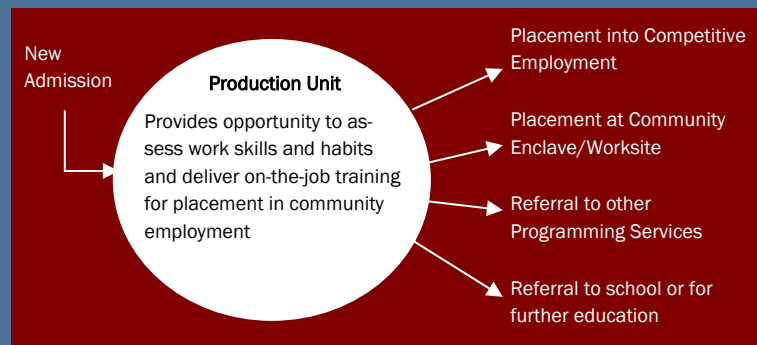 New
Admission
Production Unit
Provides opportunity to as-
sess work skills and habits
and deliver on-the-job training
for placement in community
employment
Placement into Competitive
Employment
Placement at Community
Enclave/Worksite
Referral to other
Programming Services
Referral to school or for
further education